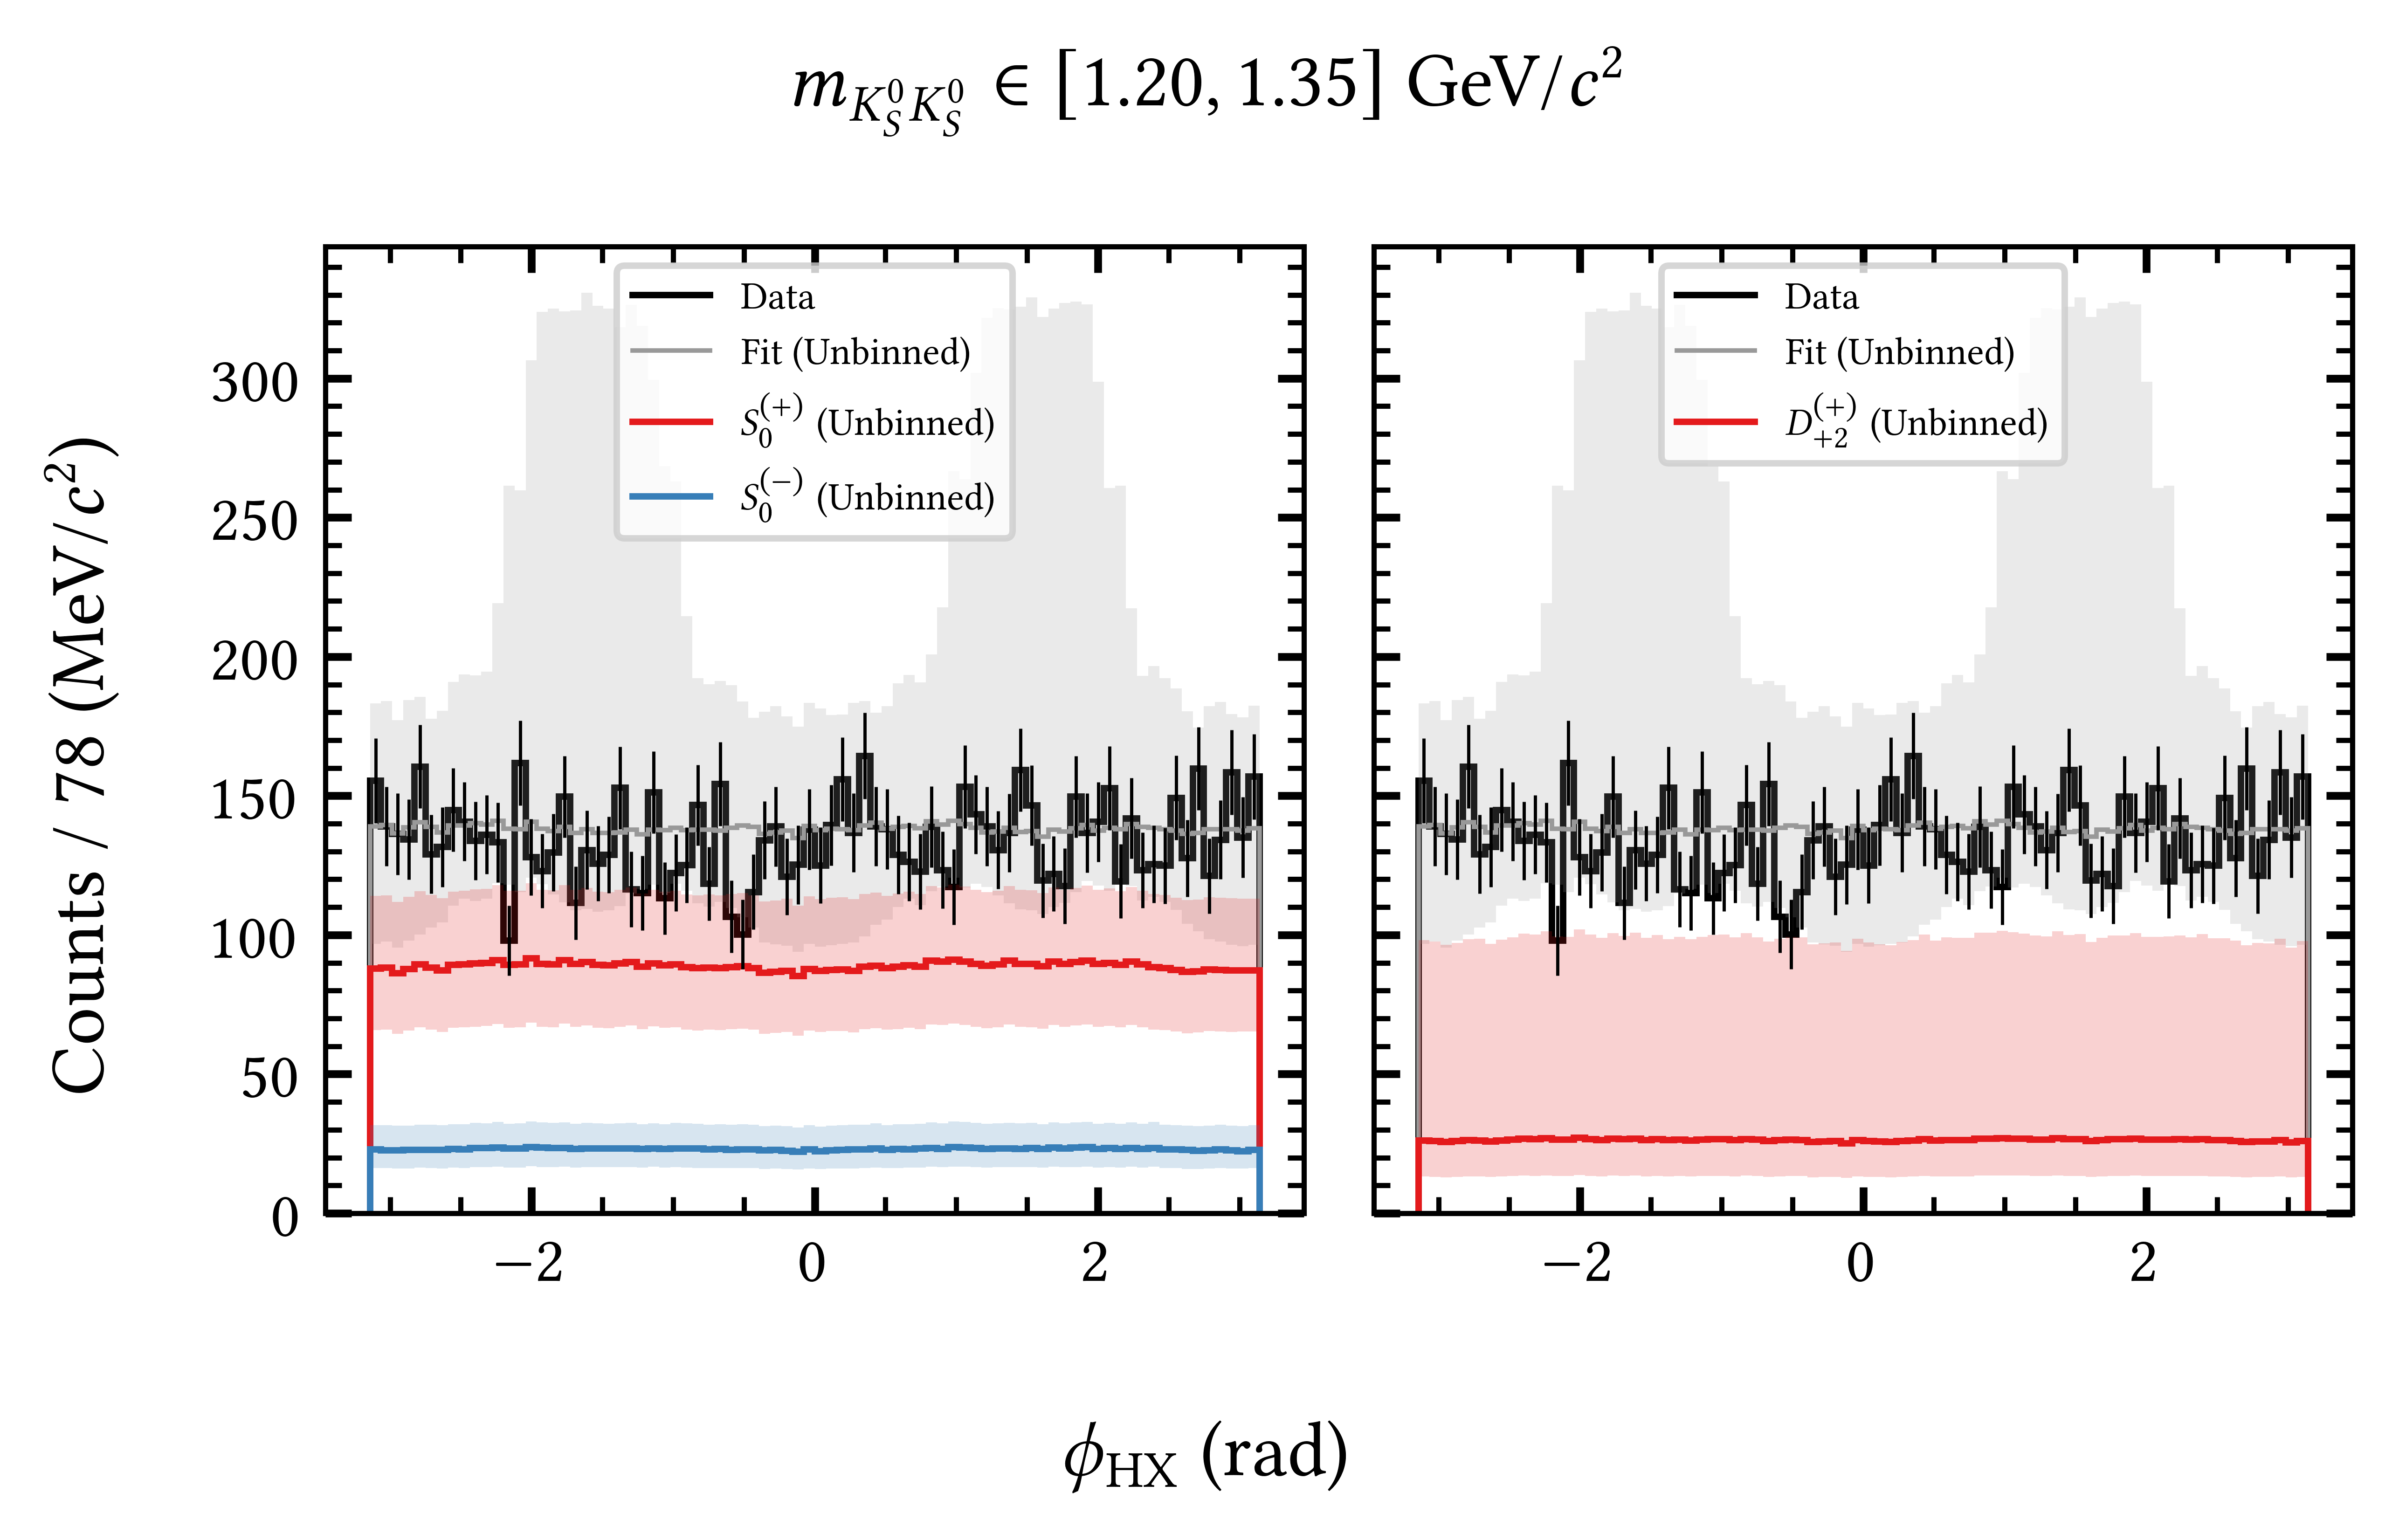 m_{K_S^0 K_S^0} ∈ [1.20, 1.35] GeV/c²
Counts / 78 (MeV/c²)
300
250
200
150
100
50
0
Data
Fit (Unbinned)
S_0^{(+)} (Unbinned)
S_0^{(−)} (Unbinned)
Data
Fit (Unbinned)
D_{+2}^{(+)} (Unbinned)
−2 0 2
−2 0 2
ϕ_{HX} (rad)